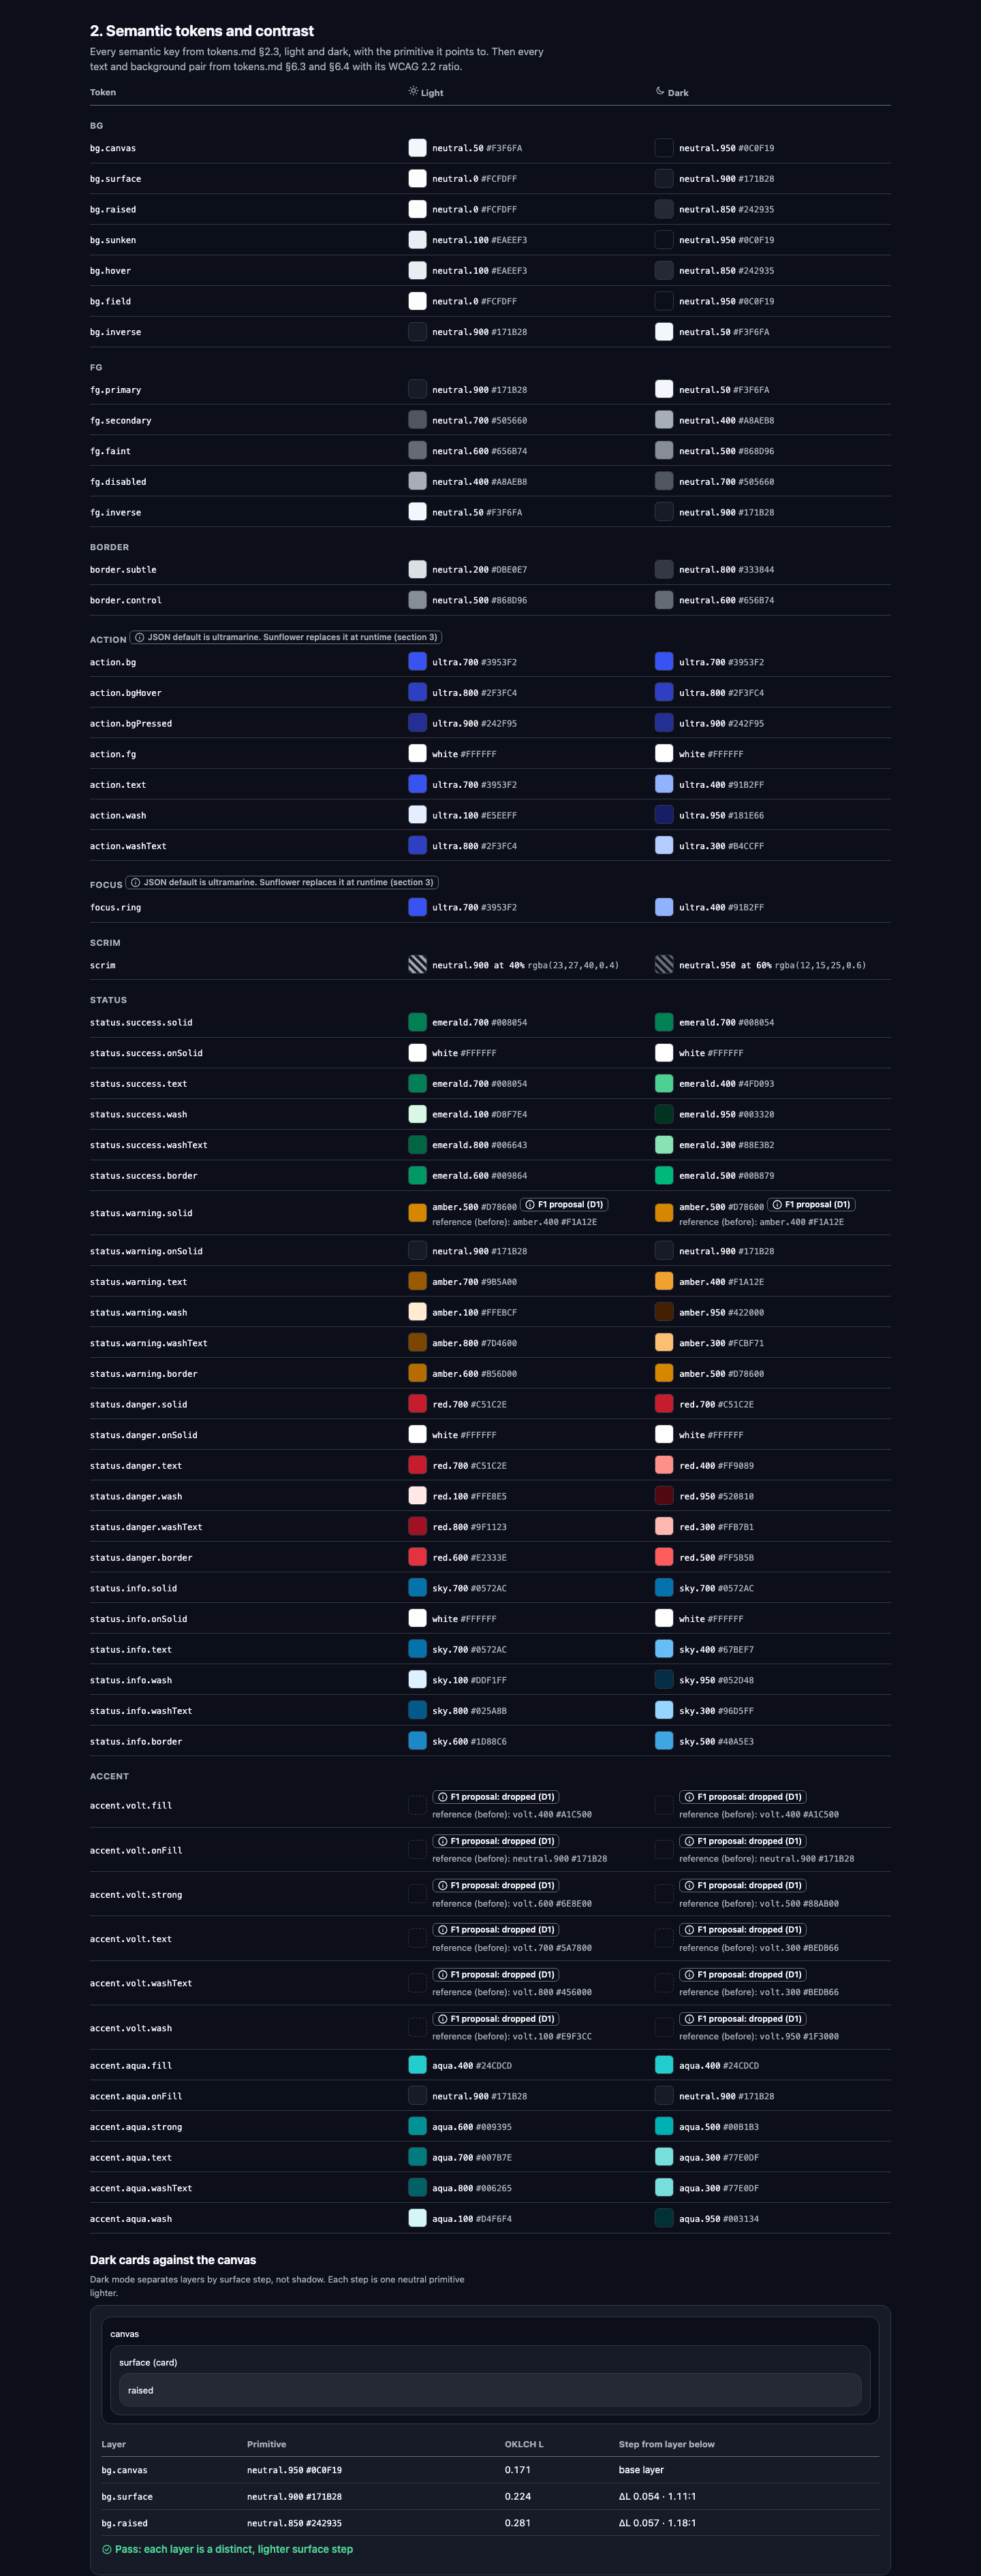 2. Semantic tokens and contrast
Every semantic key from tokens.md §2.3, light and dark, with the primitive it points to. Then every
text and background pair from tokens.md §6.3 and §6.4 with its WCAG 2.2 ratio.
Token Light Dark
BG
bg.canvas neutral.50 #F3F6FA neutral.950 #0C0F19
bg.surface neutral.0 #FCFDFF neutral.900 #171B28
bg.raised neutral.0 #FCFDFF neutral.850 #242935
bg.sunken neutral.100 #EAEEF3 neutral.950 #0C0F19
bg.hover neutral.100 #EAEEF3 neutral.850 #242935
bg.field neutral.0 #FCFDFF neutral.950 #0C0F19
bg.inverse neutral.900 #171B28 neutral.50 #F3F6FA
FG
fg.primary neutral.900 #171B28 neutral.50 #F3F6FA
fg.secondary neutral.700 #505660 neutral.400 #A8AEB8
fg.faint neutral.600 #656B74 neutral.500 #868D96
fg.disabled neutral.400 #A8AEB8 neutral.700 #505660
fg.inverse neutral.50 #F3F6FA neutral.900 #171B28
BORDER
border.subtle neutral.200 #DBE0E7 neutral.800 #333844
border.control neutral.500 #868D96 neutral.600 #656B74
ACTION JSON default is ultramarine. Sunflower replaces it at runtime (section 3)
action.bg ultra.700 #3953F2 ultra.700 #3953F2
action.bgHover ultra.800 #2F3FC4 ultra.800 #2F3FC4
action.bgPressed ultra.900 #242F95 ultra.900 #242F95
action.fg white #FFFFFF white #FFFFFF
action.text ultra.700 #3953F2 ultra.400 #91B2FF
action.wash ultra.100 #E5EEFF ultra.950 #181E66
action.washText ultra.800 #2F3FC4 ultra.300 #B4CCFF
FOCUS JSON default is ultramarine. Sunflower replaces it at runtime (section 3)
focus.ring ultra.700 #3953F2 ultra.400 #91B2FF
SCRIM
scrim neutral.900 at 40% rgba(23,27,40,0.4) neutral.950 at 60% rgba(12,15,25,0.6)
STATUS
status.success.solid emerald.700 #008054 emerald.700 #008054
status.success.onSolid white #FFFFFF white #FFFFFF
status.success.text emerald.700 #008054 emerald.400 #4FD093
status.success.wash emerald.100 #D8F7E4 emerald.950 #003320
status.success.washText emerald.800 #006643 emerald.300 #88E3B2
status.success.border emerald.600 #009864 emerald.500 #00B879
status.warning.solid amber.500 #D78600 F1 proposal (D1) amber.500 #D78600 F1 proposal (D1)
reference (before): amber.400 #F1A12E reference (before): amber.400 #F1A12E
status.warning.onSolid neutral.900 #171B28 neutral.900 #171B28
status.warning.text amber.700 #9B5A00 amber.400 #F1A12E
status.warning.wash amber.100 #FFEBCF amber.950 #422000
status.warning.washText amber.800 #7D4600 amber.300 #FCBF71
status.warning.border amber.600 #B56D00 amber.500 #D78600
status.danger.solid red.700 #C51C2E red.700 #C51C2E
status.danger.onSolid white #FFFFFF white #FFFFFF
status.danger.text red.700 #C51C2E red.400 #FF9089
status.danger.wash red.100 #FFE8E5 red.950 #520810
status.danger.washText red.800 #9F1123 red.300 #FFB7B1
status.danger.border red.600 #E2333E red.500 #FF5B5B
status.info.solid sky.700 #0572AC sky.700 #0572AC
status.info.onSolid white #FFFFFF white #FFFFFF
status.info.text sky.700 #0572AC sky.400 #67BEF7
status.info.wash sky.100 #DDF1FF sky.950 #052D48
status.info.washText sky.800 #025A8B sky.300 #96D5FF
status.info.border sky.600 #1D88C6 sky.500 #40A5E3
ACCENT
accent.volt.fill F1 proposal: dropped (D1) F1 proposal: dropped (D1)
reference (before): volt.400 #A1C500 reference (before): volt.400 #A1C500
accent.volt.onFill F1 proposal: dropped (D1) F1 proposal: dropped (D1)
reference (before): neutral.900 #171B28 reference (before): neutral.900 #171B28
accent.volt.strong F1 proposal: dropped (D1) F1 proposal: dropped (D1)
reference (before): volt.600 #6E8E00 reference (before): volt.500 #88AB00
accent.volt.text F1 proposal: dropped (D1) F1 proposal: dropped (D1)
reference (before): volt.700 #5A7800 reference (before): volt.300 #BEDB66
accent.volt.washText F1 proposal: dropped (D1) F1 proposal: dropped (D1)
reference (before): volt.800 #456000 reference (before): volt.300 #BEDB66
accent.volt.wash F1 proposal: dropped (D1) F1 proposal: dropped (D1)
reference (before): volt.100 #E9F3CC reference (before): volt.950 #1F3000
accent.aqua.fill aqua.400 #24CDCD aqua.400 #24CDCD
accent.aqua.onFill neutral.900 #171B28 neutral.900 #171B28
accent.aqua.strong aqua.600 #009395 aqua.500 #00B1B3
accent.aqua.text aqua.700 #007B7E aqua.300 #77E0DF
accent.aqua.washText aqua.800 #006265 aqua.300 #77E0DF
accent.aqua.wash aqua.100 #D4F6F4 aqua.950 #003134
Dark cards against the canvas
Dark mode separates layers by surface step, not shadow. Each step is one neutral primitive
lighter.
canvas
surface (card)
raised
Layer Primitive OKLCH L Step from layer below
bg.canvas neutral.950 #0C0F19 0.171 base layer
bg.surface neutral.900 #171B28 0.224 ΔL 0.054 · 1.11:1
bg.raised neutral.850 #242935 0.281 ΔL 0.057 · 1.18:1
Pass: each layer is a distinct, lighter surface step